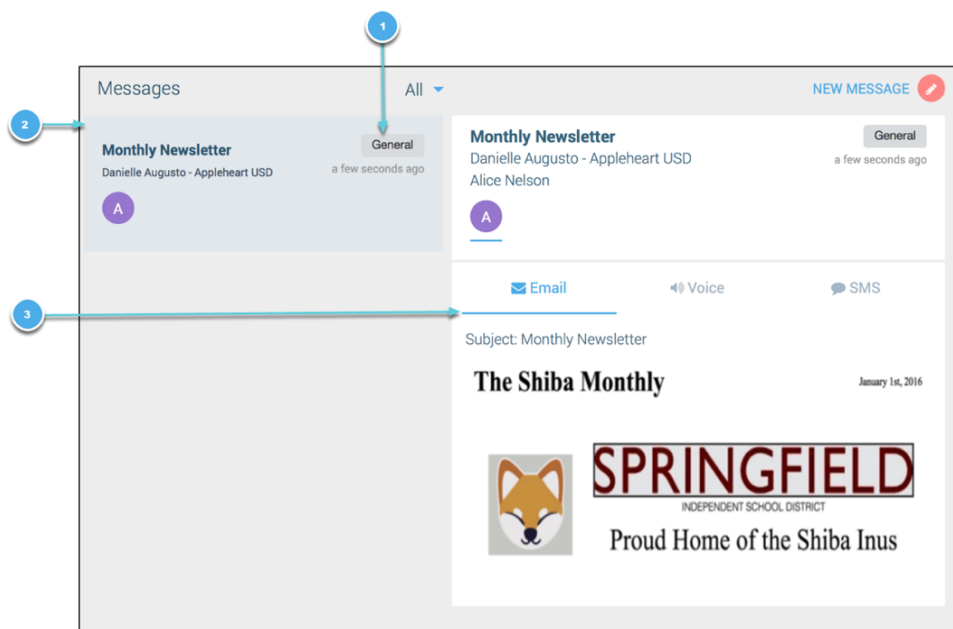 1
Messages
All
NEW MESSAGE
2
Monthly Newsletter
General
Danielle Augusto - Appleheart USD
a few seconds ago
A
Monthly Newsletter
General
Danielle Augusto - Appleheart USD
a few seconds ago
Alice Nelson
A
Email
Voice
SMS
3
Subject: Monthly Newsletter
The Shiba Monthly
January 1st, 2016
SPRINGFIELD
INDEPENDENT SCHOOL DISTRICT
Proud Home of the Shiba Inus